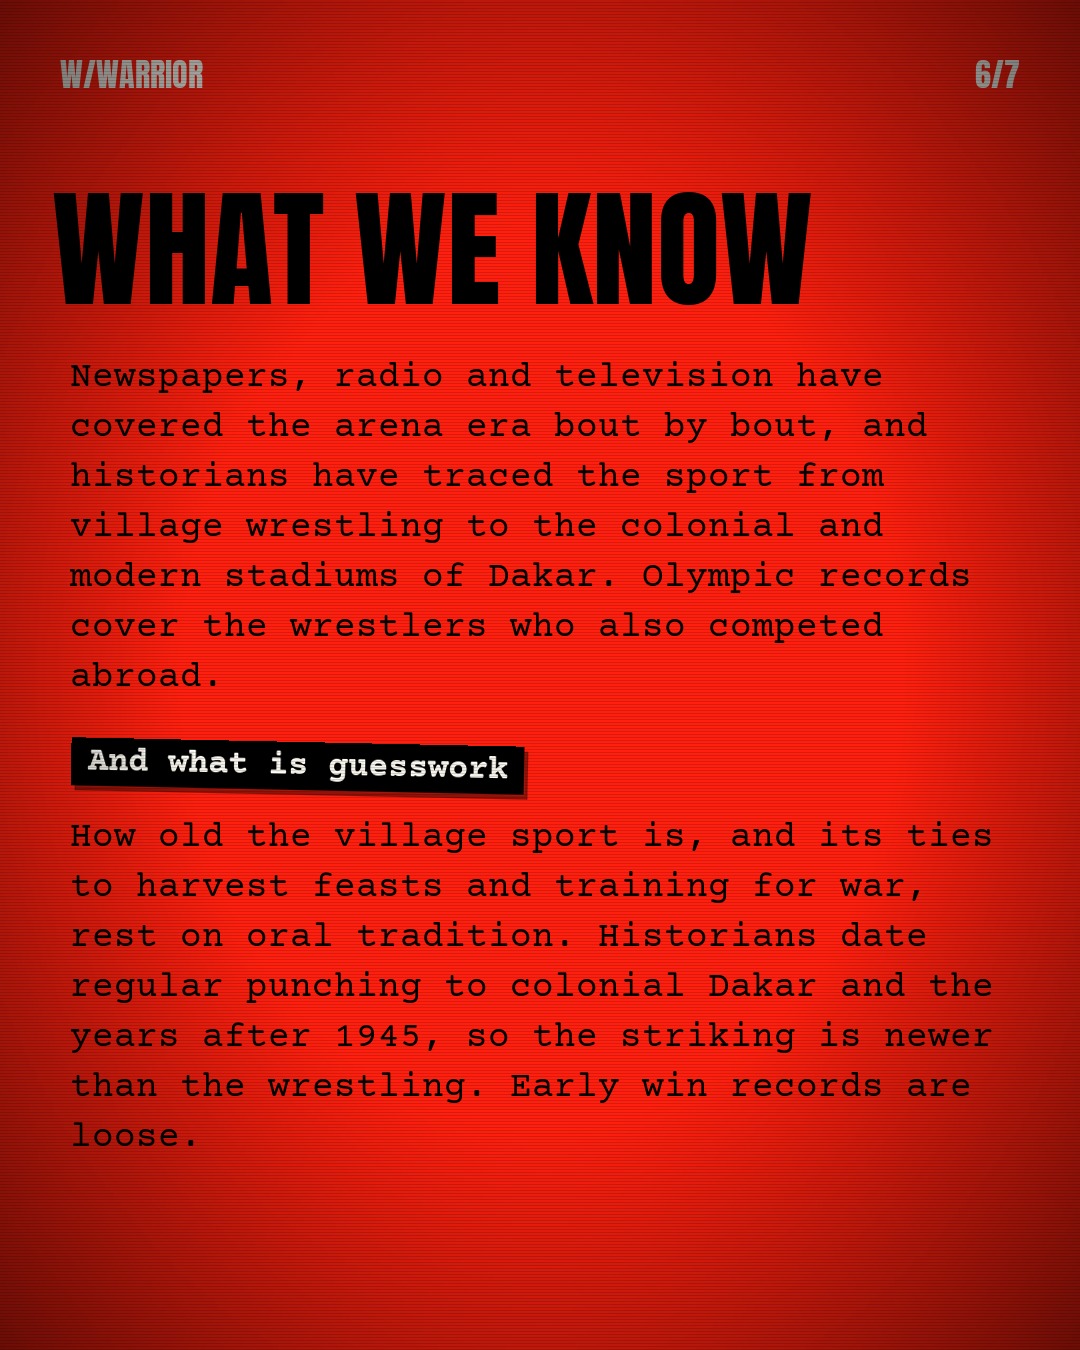 W/WARRIOR
6/7
WHAT WE KNOW
Newspapers, radio and television have
covered the arena era bout by bout, and
historians have traced the sport from
village wrestling to the colonial and
modern stadiums of Dakar. Olympic records
cover the wrestlers who also competed
abroad.
And what is guesswork
How old the village sport is, and its ties
to harvest feasts and training for war,
rest on oral tradition. Historians date
regular punching to colonial Dakar and the
years after 1945, so the striking is newer
than the wrestling. Early win records are
loose.